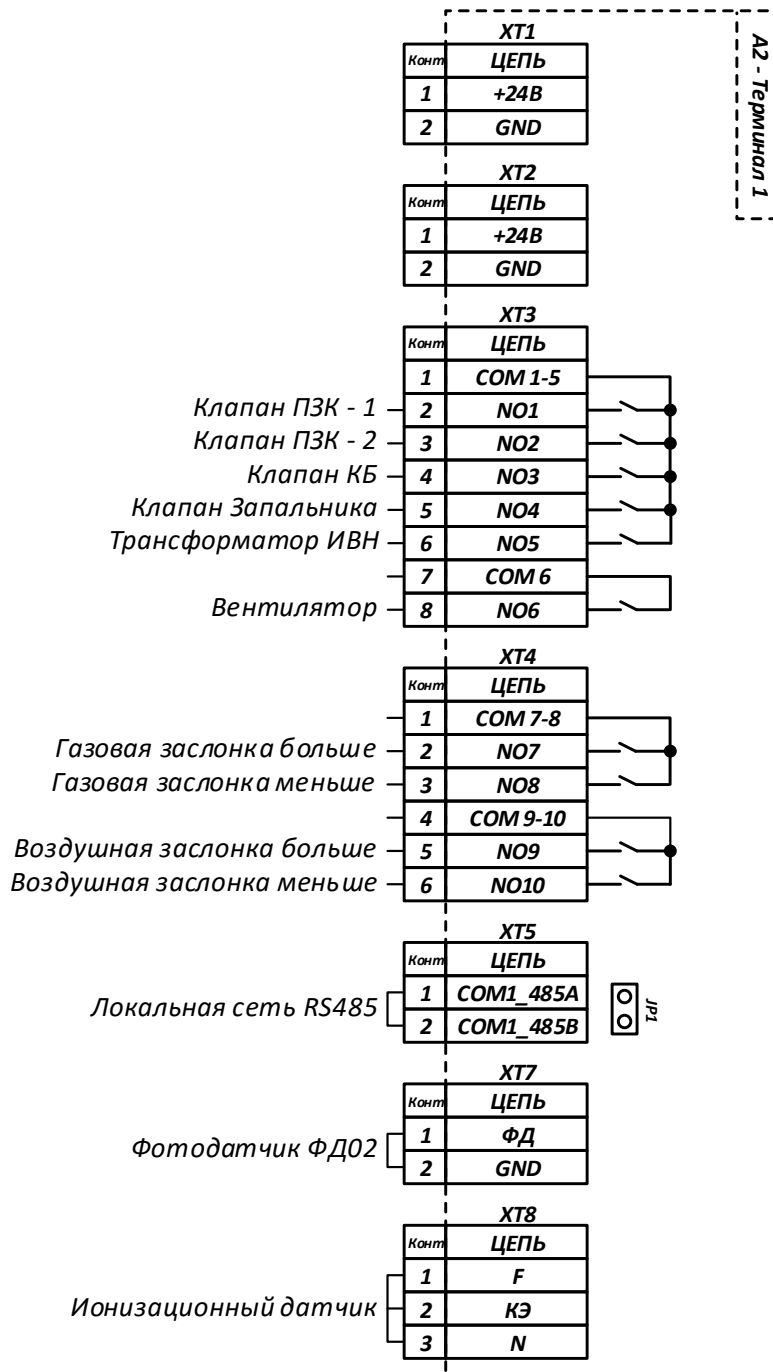 А2 - Терминал 1
XT1
Конт ЦЕПЬ
1 +24В
2 GND
XT2
Конт ЦЕПЬ
1 +24В
2 GND
XT3
Конт ЦЕПЬ
1 COM 1-5
Клапан ПЗК - 1 2 NO1
Клапан ПЗК - 2 3 NO2
Клапан КБ 4 NO3
Клапан Запальника 5 NO4
Трансформатор ИВН 6 NO5
7 COM 6
Вентилятор 8 NO6
XT4
Конт ЦЕПЬ
1 COM 7-8
Газовая заслонка больше 2 NO7
Газовая заслонка меньше 3 NO8
4 COM 9-10
Воздушная заслонка больше 5 NO9
Воздушная заслонка меньше 6 NO10
XT5
Конт ЦЕПЬ
1 COM1_485A
Локальная сеть RS485
2 COM1_485B
JP1
XT7
Конт ЦЕПЬ
1 ФД
Фотодатчик ФД02
2 GND
XT8
Конт ЦЕПЬ
1 F
Ионизационный датчик 2 КЭ
3 N